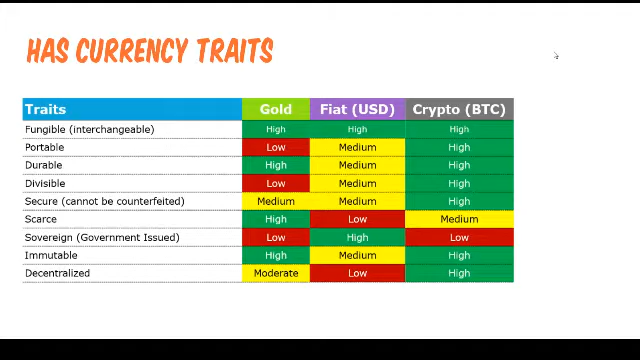 HAS CURRENCY TRAITS
Traits Gold Fiat (USD) Crypto (BTC)
Fungible (interchangeable) High High High
Portable Low Medium High
Durable High Medium High
Divisible Low Medium High
Secure (cannot be counterfeited) Medium Medium High
Scarce High Low Medium
Sovereign (Government Issued) Low High Low
Immutable High Medium High
Decentralized Moderate Low High